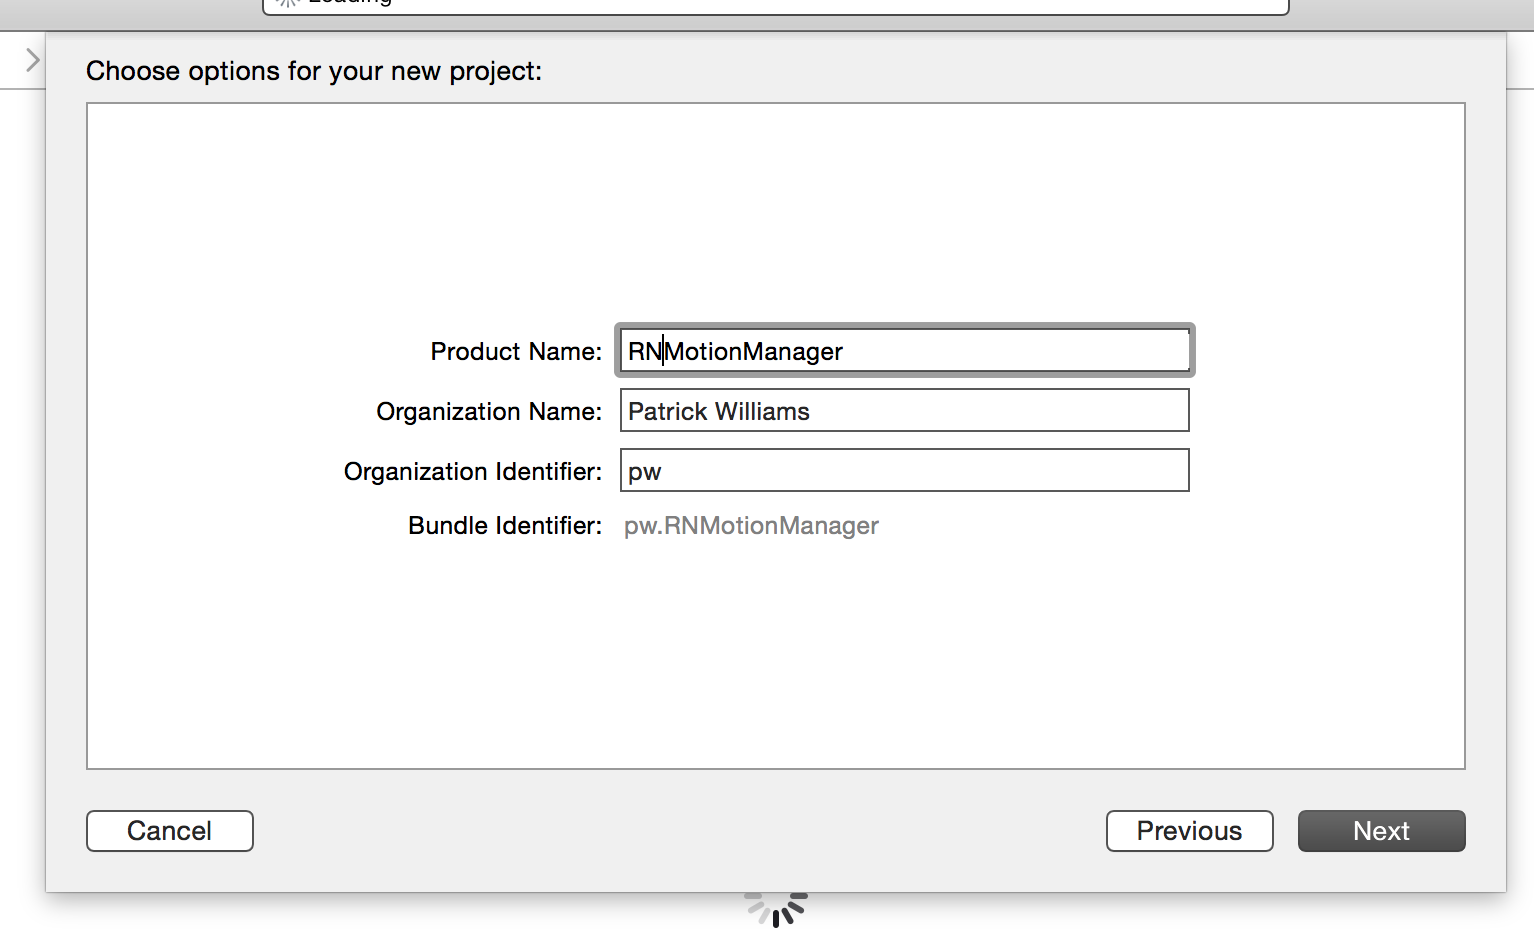 Loading
Choose options for your new project:
Product Name: RNMotionManager
Organization Name: Patrick Williams
Organization Identifier: pw
Bundle Identifier: pw.RNMotionManager
Cancel Previous Next